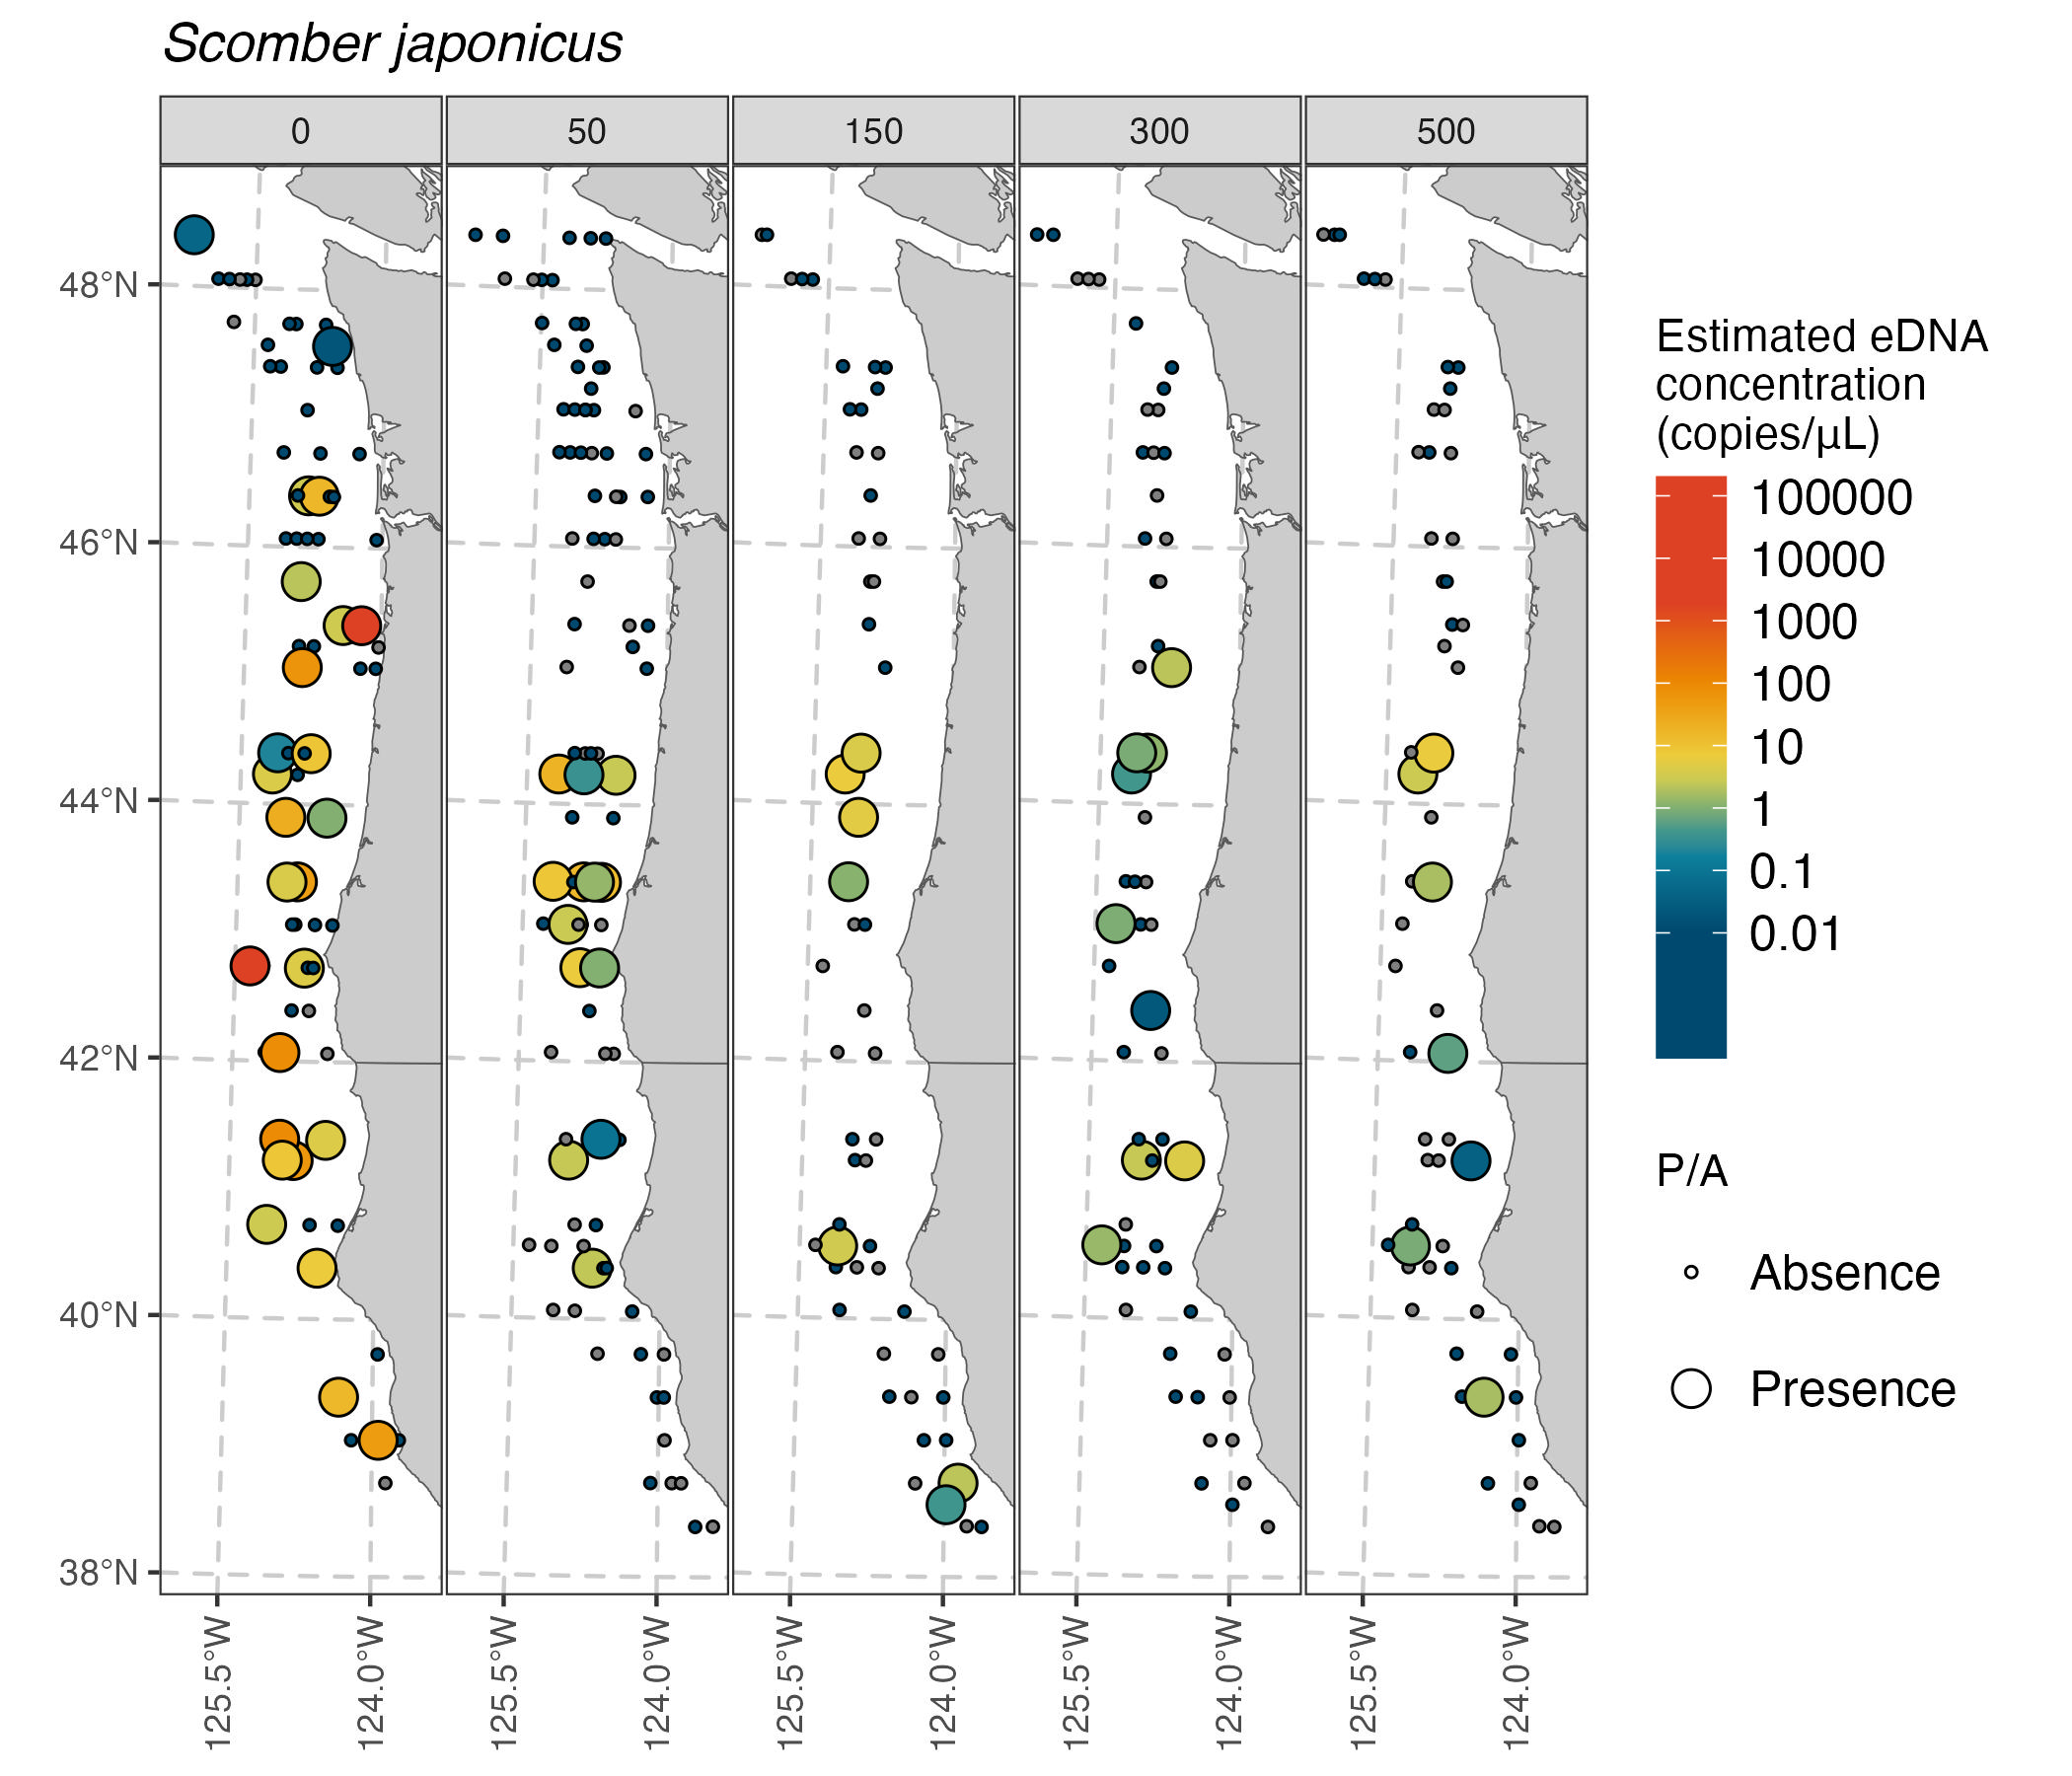 Scomber japonicus
0
50
150
300
500
48°N
46°N
44°N
42°N
40°N
38°N
125.5°W
124.0°W
125.5°W
124.0°W
125.5°W
124.0°W
125.5°W
124.0°W
125.5°W
124.0°W
Estimated eDNA
concentration
(copies/μL)
100000
10000
1000
100
10
1
0.1
0.01
P/A
Absence
Presence